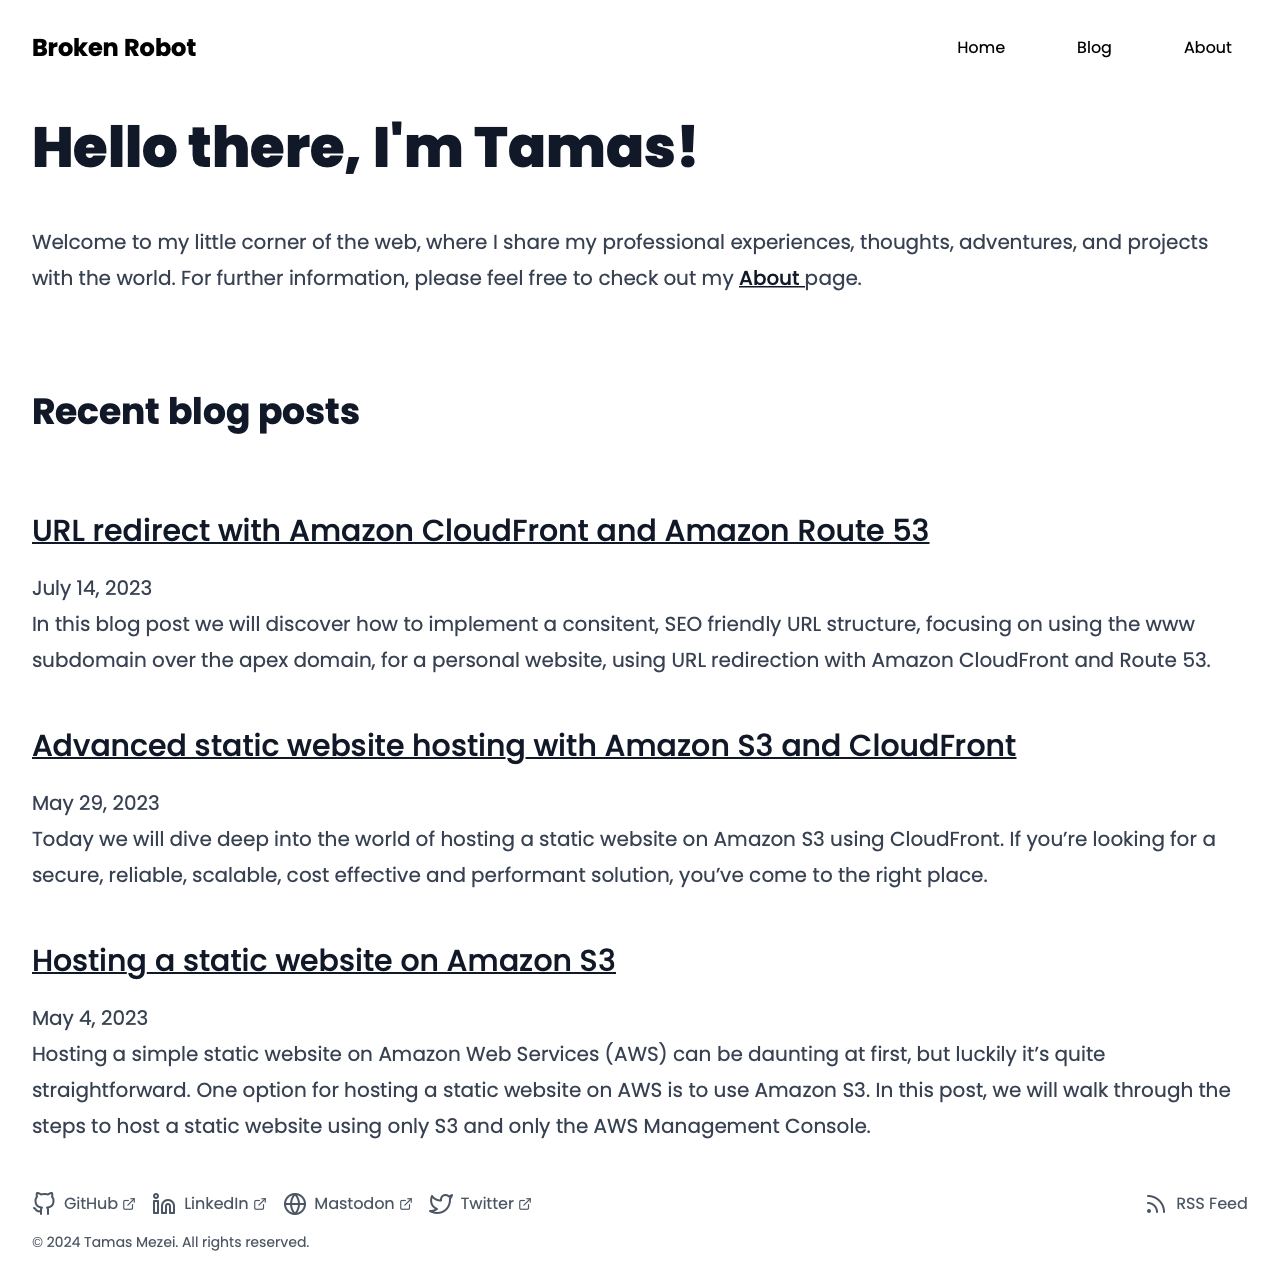 Broken Robot
Home
Blog
About
Hello there, I'm Tamas!
Welcome to my little corner of the web, where I share my professional experiences, thoughts, adventures, and projects
with the world. For further information, please feel free to check out my About page.
Recent blog posts
URL redirect with Amazon CloudFront and Amazon Route 53
July 14, 2023
In this blog post we will discover how to implement a consitent, SEO friendly URL structure, focusing on using the www
subdomain over the apex domain, for a personal website, using URL redirection with Amazon CloudFront and Route 53.
Advanced static website hosting with Amazon S3 and CloudFront
May 29, 2023
Today we will dive deep into the world of hosting a static website on Amazon S3 using CloudFront. If you’re looking for a
secure, reliable, scalable, cost effective and performant solution, you’ve come to the right place.
Hosting a static website on Amazon S3
May 4, 2023
Hosting a simple static website on Amazon Web Services (AWS) can be daunting at first, but luckily it’s quite
straightforward. One option for hosting a static website on AWS is to use Amazon S3. In this post, we will walk through the
steps to host a static website using only S3 and only the AWS Management Console.
GitHub
LinkedIn
Mastodon
Twitter
RSS Feed
© 2024 Tamas Mezei. All rights reserved.